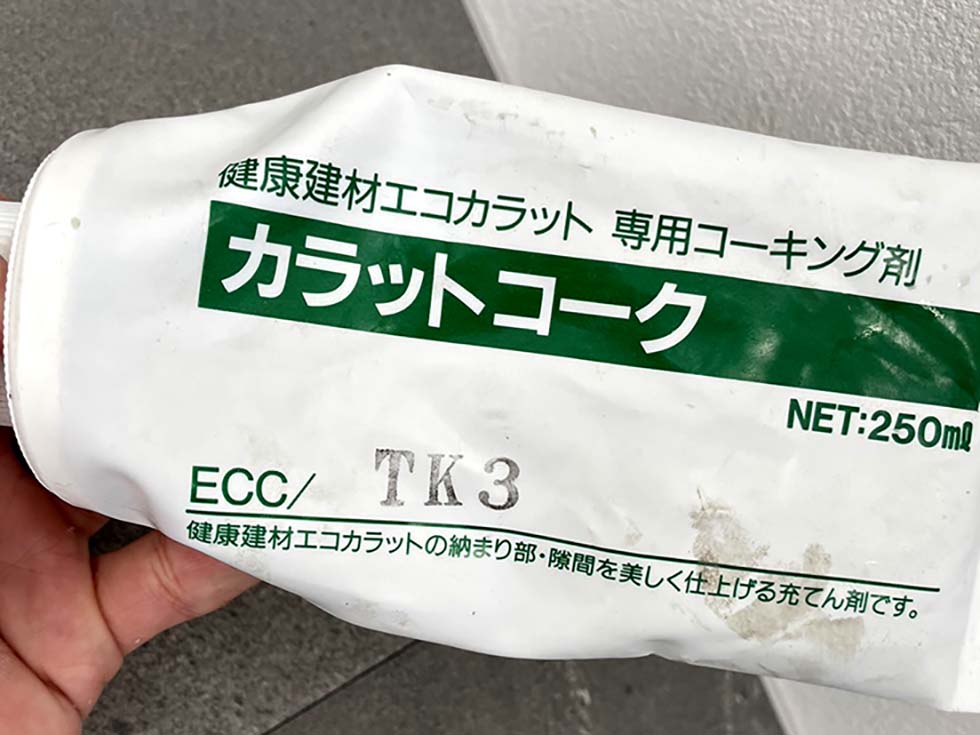 健康建材エコカラット 専用コーキング剤
カラットコーク
NET:250mℓ
ECC/ TK3
健康建材エコカラットの納まり部・隙間を美しく仕上げる充てん剤です。